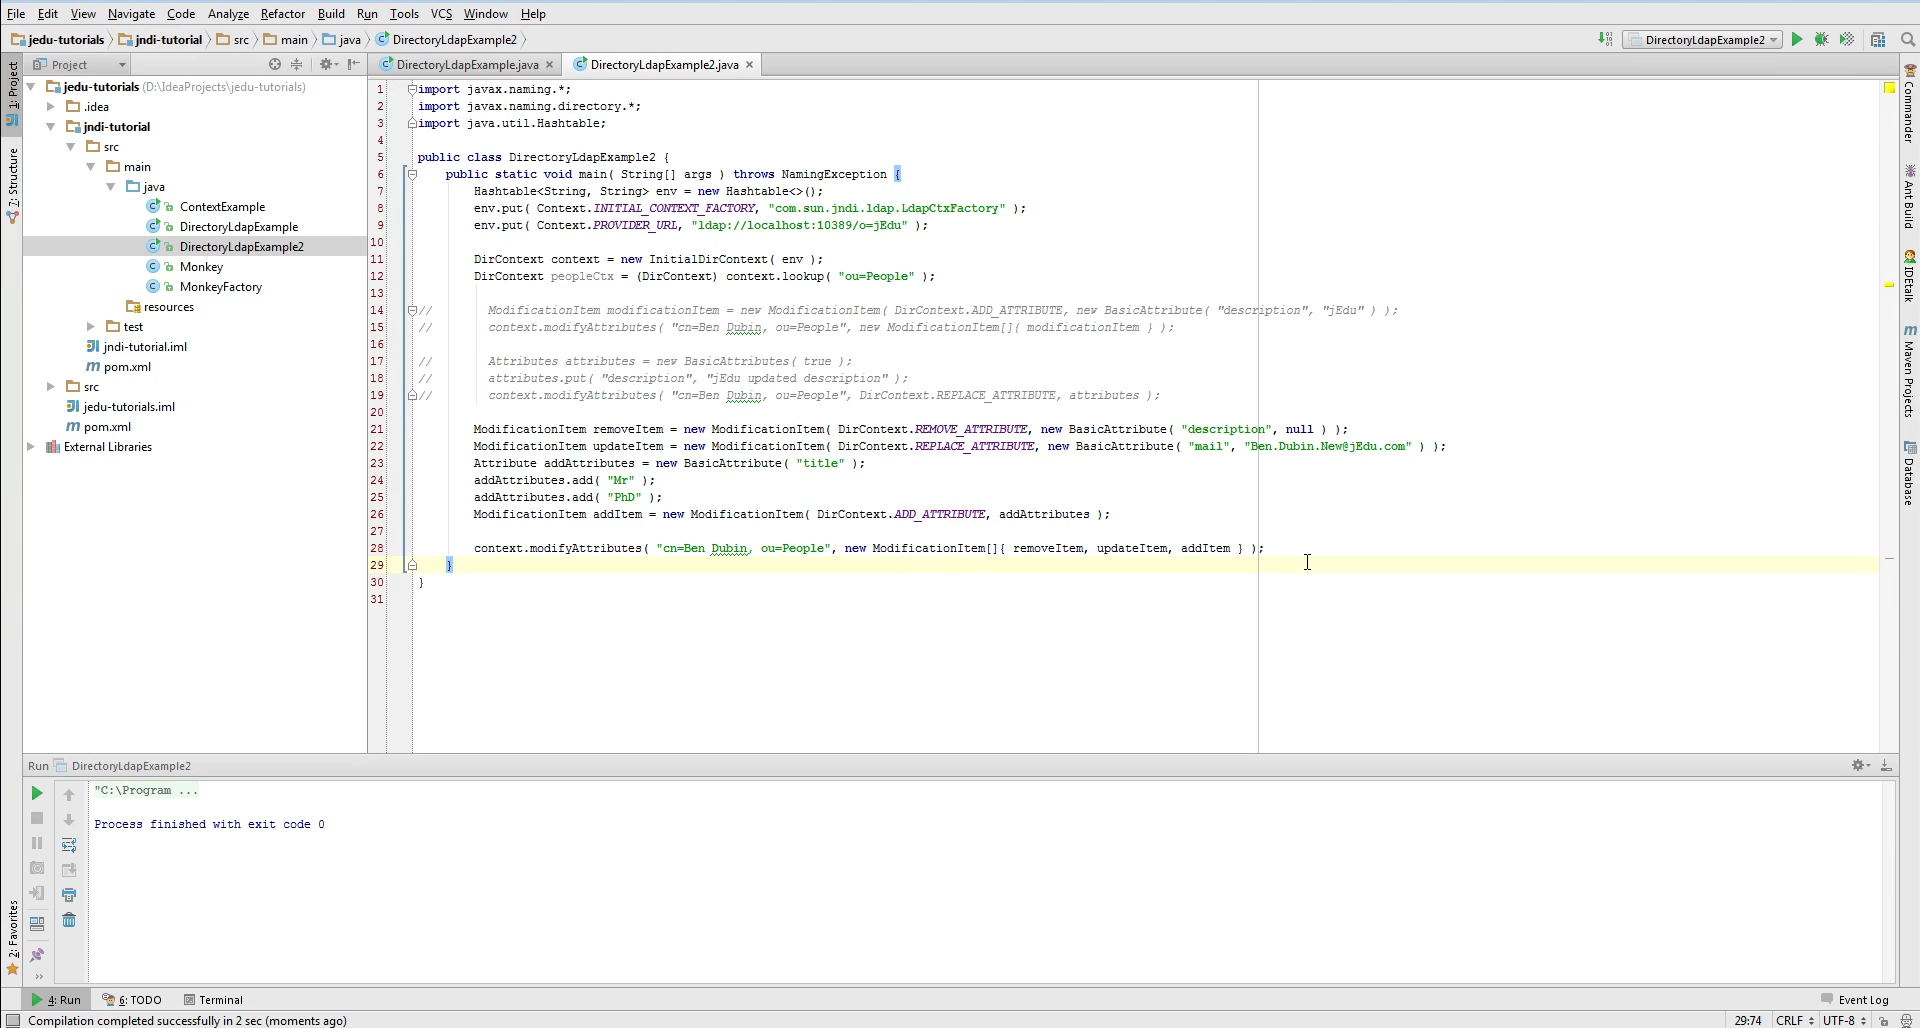 File Edit View Navigate Code Analyze Refactor Build Run Tools VCS Window Help
jedu-tutorials jndi-tutorial src main java DirectoryLdapExample2
DirectoryLdapExample2
Project
DirectoryLdapExample.java DirectoryLdapExample2.java
1: Project
7: Structure
2: Favorites
jedu-tutorials (D:\IdeaProjects\jedu-tutorials)
.idea
jndi-tutorial
src
main
java
ContextExample
DirectoryLdapExample
DirectoryLdapExample2
Monkey
MonkeyFactory
resources
test
jndi-tutorial.iml
pom.xml
src
jedu-tutorials.iml
pom.xml
External Libraries
1 import javax.naming.*;
2 import javax.naming.directory.*;
3 import java.util.Hashtable;
4
5 public class DirectoryLdapExample2 {
6 public static void main( String[] args ) throws NamingException {
7 Hashtable<String, String> env = new Hashtable<>();
8 env.put( Context.INITIAL_CONTEXT_FACTORY, "com.sun.jndi.ldap.LdapCtxFactory" );
9 env.put( Context.PROVIDER_URL, "ldap://localhost:10389/o=jEdu" );
10
11 DirContext context = new InitialDirContext( env );
12 DirContext peopleCtx = (DirContext) context.lookup( "ou=People" );
13
14 // ModificationItem modificationItem = new ModificationItem( DirContext.ADD_ATTRIBUTE, new BasicAttribute( "description", "jEdu" ) );
15 // context.modifyAttributes( "cn=Ben Dubin, ou=People", new ModificationItem[]{ modificationItem } );
16
17 // Attributes attributes = new BasicAttributes( true );
18 // attributes.put( "description", "jEdu updated description" );
19 // context.modifyAttributes( "cn=Ben Dubin, ou=People", DirContext.REPLACE_ATTRIBUTE, attributes );
20
21 ModificationItem removeItem = new ModificationItem( DirContext.REMOVE_ATTRIBUTE, new BasicAttribute( "description", null ) );
22 ModificationItem updateItem = new ModificationItem( DirContext.REPLACE_ATTRIBUTE, new BasicAttribute( "mail", "Ben.Dubin.New@jEdu.com" ) );
23 Attribute addAttributes = new BasicAttribute( "title" );
24 addAttributes.add( "Mr" );
25 addAttributes.add( "PhD" );
26 ModificationItem addItem = new ModificationItem( DirContext.ADD_ATTRIBUTE, addAttributes );
27
28 context.modifyAttributes( "cn=Ben Dubin, ou=People", new ModificationItem[]{ removeItem, updateItem, addItem } );
29 }
30 }
31
Commander
Ant Build
IDEtalk
Maven Projects
Database
Run DirectoryLdapExample2
"C:\Program ...
Process finished with exit code 0
4: Run 6: TODO Terminal Event Log
Compilation completed successfully in 2 sec (moments ago) 29:74 CRLF UTF-8